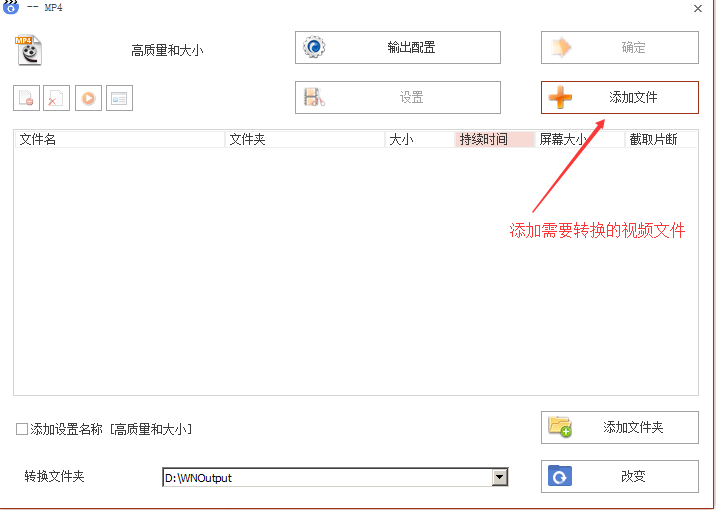 -- MP4
MP4
高质量和大小
输出配置
确定
设置
添加文件
文件名 文件夹 大小 持续时间 屏幕大小 截取片断
添加需要转换的视频文件
添加设置名称 [高质量和大小]
添加文件夹
转换文件夹 D:\WNOutput
改变